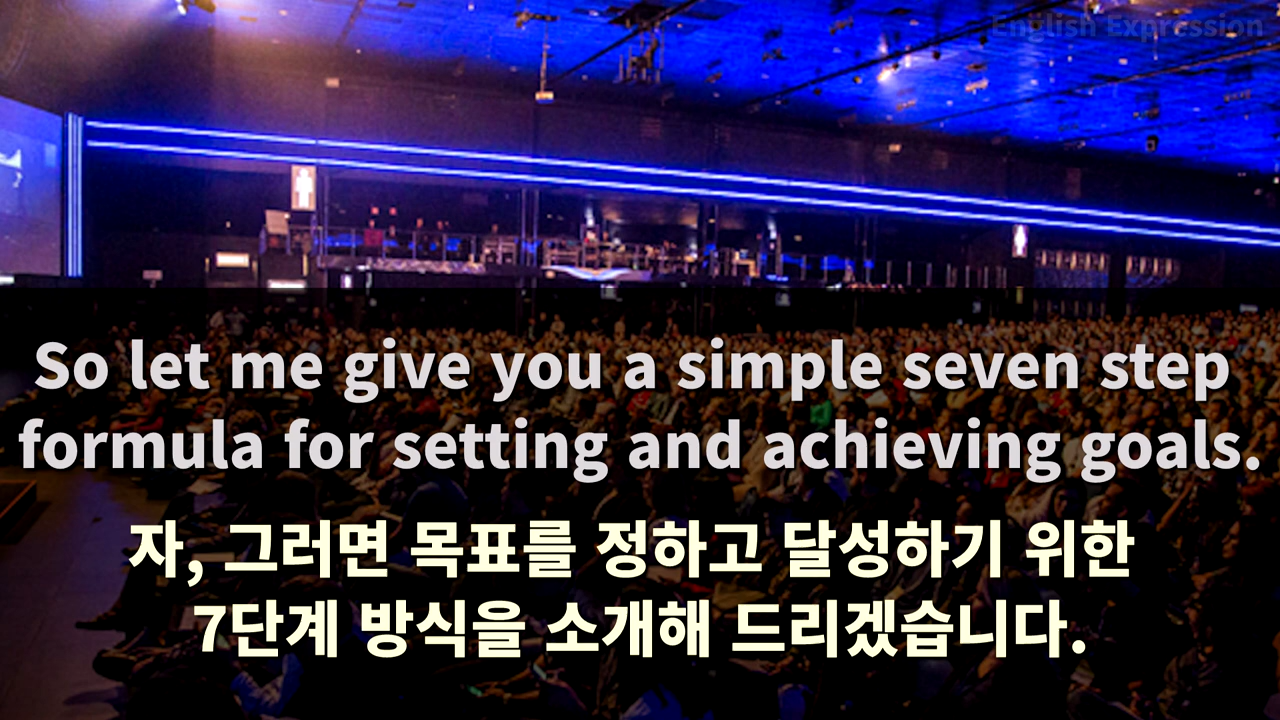 English Expression
So let me give you a simple seven step
formula for setting and achieving goals.
자, 그러면 목표를 정하고 달성하기 위한
7단계 방식을 소개해 드리겠습니다.